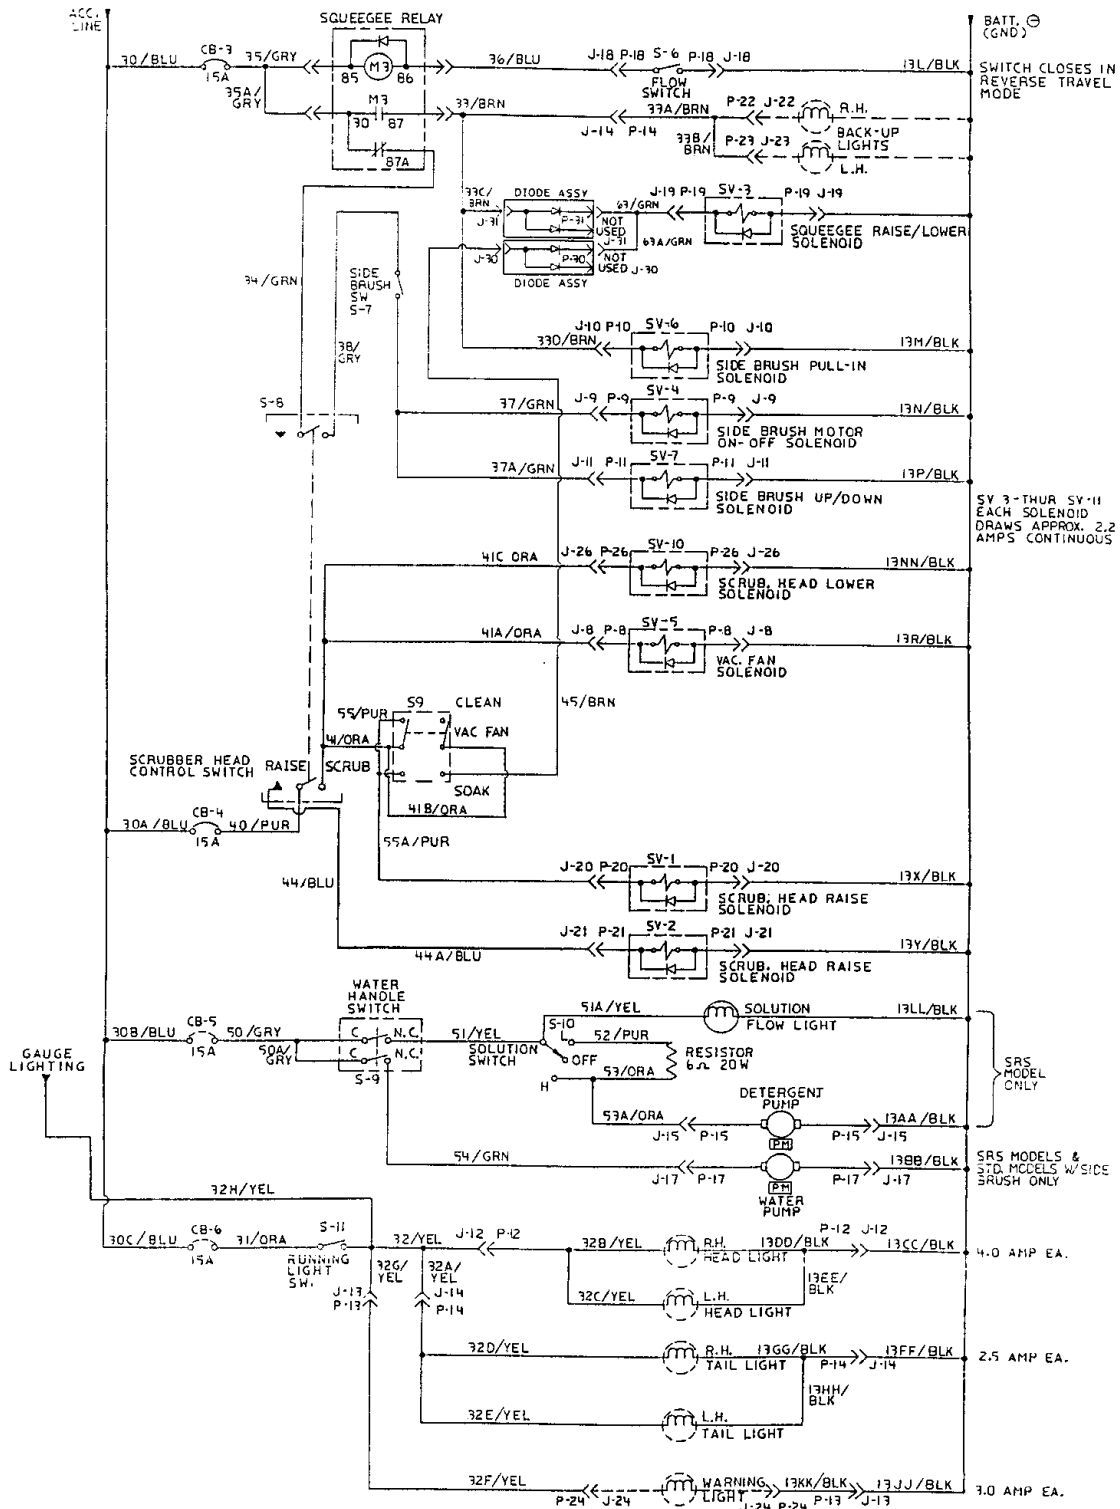 ACC.
LINE
SQUEEGEE RELAY
BATT. ⊖
(GND)
30/BLU
CB-3
15A
35/GRY
85
M3
86
36/BLU
J-18 P-18
S-6
P-18 J-18
FLOW
SWITCH
13L/BLK
SWITCH CLOSES IN
REVERSE TRAVEL
MODE
35A/
GRY
M3
30
87
87A
33/BRN
J-14 P-14
33A/BRN
33B/
BRN
P-22 J-22
R.H.
BACK-UP
LIGHTS
P-23 J-23
L.H.
33C/
BRN
DIODE ASSY
J-31
P-31
63/GRN
NOT
USED
J-31
63A/GRN
J-30
P-30
NOT
USED
J-30
DIODE ASSY
J-19 P-19
SV-3
P-19 J-19
SQUEEGEE RAISE/LOWER
SOLENOID
34/GRN
SIDE
BRUSH
SW
S-7
38/
GRY
S-8
33D/BRN
J-10 P-10
SV-6
P-10 J-10
13M/BLK
SIDE BRUSH PULL-IN
SOLENOID
37/GRN
J-9 P-9
SV-4
P-9 J-9
13N/BLK
SIDE BRUSH MOTOR
ON-OFF SOLENOID
37A/GRN
J-11 P-11
SV-7
P-11 J-11
13P/BLK
SIDE BRUSH UP/DOWN
SOLENOID
SV 3-THUR SV-11
EACH SOLENOID
DRAWS APPROX. 2.2
AMPS CONTINUOUS
41C ORA
J-26 P-26
SV-10
P-26 J-26
13NN/BLK
SCRUB. HEAD LOWER
SOLENOID
41A/ORA
J-8 P-8
SV-5
P-8 J-8
13R/BLK
VAC. FAN
SOLENOID
45/BRN
55/PUR
S9
CLEAN
VAC FAN
41/ORA
SOAK
41B/ORA
SCRUBBER HEAD
CONTROL SWITCH
RAISE
SCRUB
30A/BLU
CB-4
15A
40/PUR
55A/PUR
44/BLU
J-20 P-20
SV-1
P-20 J-20
13X/BLK
SCRUB. HEAD RAISE
SOLENOID
44A/BLU
J-21 P-21
SV-2
P-21 J-21
13Y/BLK
SCRUB. HEAD RAISE
SOLENOID
WATER
HANDLE
SWITCH
30B/BLU
CB-5
15A
50/GRY
50A/
GRY
C
N.C.
C
N.C.
S-9
51/YEL
SOLUTION
SWITCH
51A/YEL
S-10
L
OFF
H
52/PUR
53/ORA
RESISTOR
6Ω 20W
SOLUTION
FLOW LIGHT
13LL/BLK
SRS
MODEL
ONLY
GAUGE
LIGHTING
53A/ORA
J-15 P-15
DETERGENT
PUMP
PM
P-15 J-15
13AA/BLK
54/GRN
J-17 P-17
PM
WATER
PUMP
P-17 J-17
13BB/BLK
SRS MODELS &
STD. MODELS W/SIDE
BRUSH ONLY
32H/YEL
30C/BLU
CB-6
15A
31/ORA
S-11
RUNNING
LIGHT
SW.
32/YEL
J-12 P-12
32G/
YEL
32A/
YEL
J-13
P-13
J-14
P-14
32B/YEL
R.H.
HEAD LIGHT
13DD/BLK
P-12 J-12
13CC/BLK
4.0 AMP EA.
32C/YEL
L.H.
HEAD LIGHT
13EE/
BLK
32D/YEL
R.H.
TAIL LIGHT
13GG/BLK
P-14
J-14
13FF/BLK
2.5 AMP EA.
13HH/
BLK
32E/YEL
L.H.
TAIL LIGHT
32F/YEL
P-24 J-24
WARNING
LIGHT
J-24 P-24
13KK/BLK
P-13 J-13
13JJ/BLK
3.0 AMP EA.